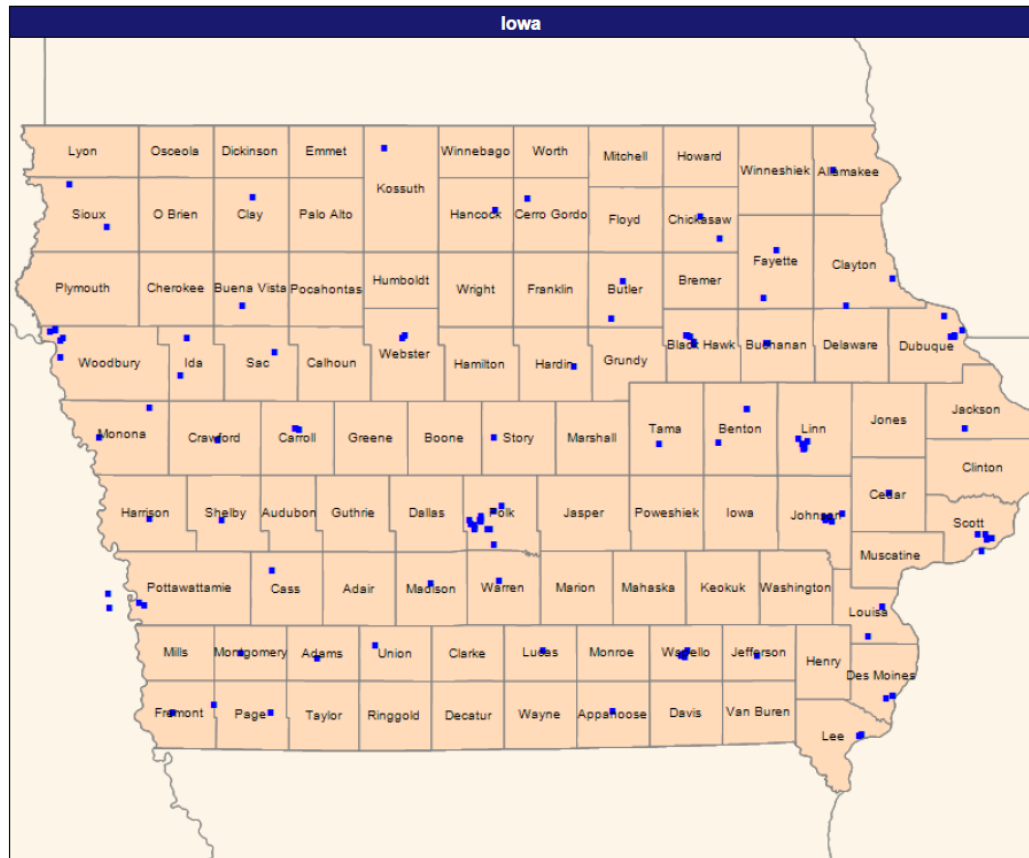 Iowa
Lyon
Osceola
Dickinson
Emmet
Winnebago
Worth
Mitchell
Howard
Winneshiek
Allamakee
Kossuth
Sioux
O Brien
Clay
Palo Alto
Hancock
Cerro Gordo
Floyd
Chickasaw
Fayette
Clayton
Plymouth
Cherokee
Buena Vista
Pocahontas
Humboldt
Wright
Franklin
Butler
Bremer
Woodbury
Ida
Sac
Calhoun
Webster
Hamilton
Hardin
Grundy
Black Hawk
Buchanan
Delaware
Dubuque
Monona
Crawford
Carroll
Greene
Boone
Story
Marshall
Tama
Benton
Linn
Jones
Jackson
Clinton
Harrison
Shelby
Audubon
Guthrie
Dallas
Polk
Jasper
Poweshiek
Iowa
Johnson
Cedar
Scott
Muscatine
Pottawattamie
Cass
Adair
Madison
Warren
Marion
Mahaska
Keokuk
Washington
Louisa
Mills
Montgomery
Adams
Union
Clarke
Lucas
Monroe
Wapello
Jefferson
Henry
Des Moines
Fremont
Page
Taylor
Ringgold
Decatur
Wayne
Appanoose
Davis
Van Buren
Lee